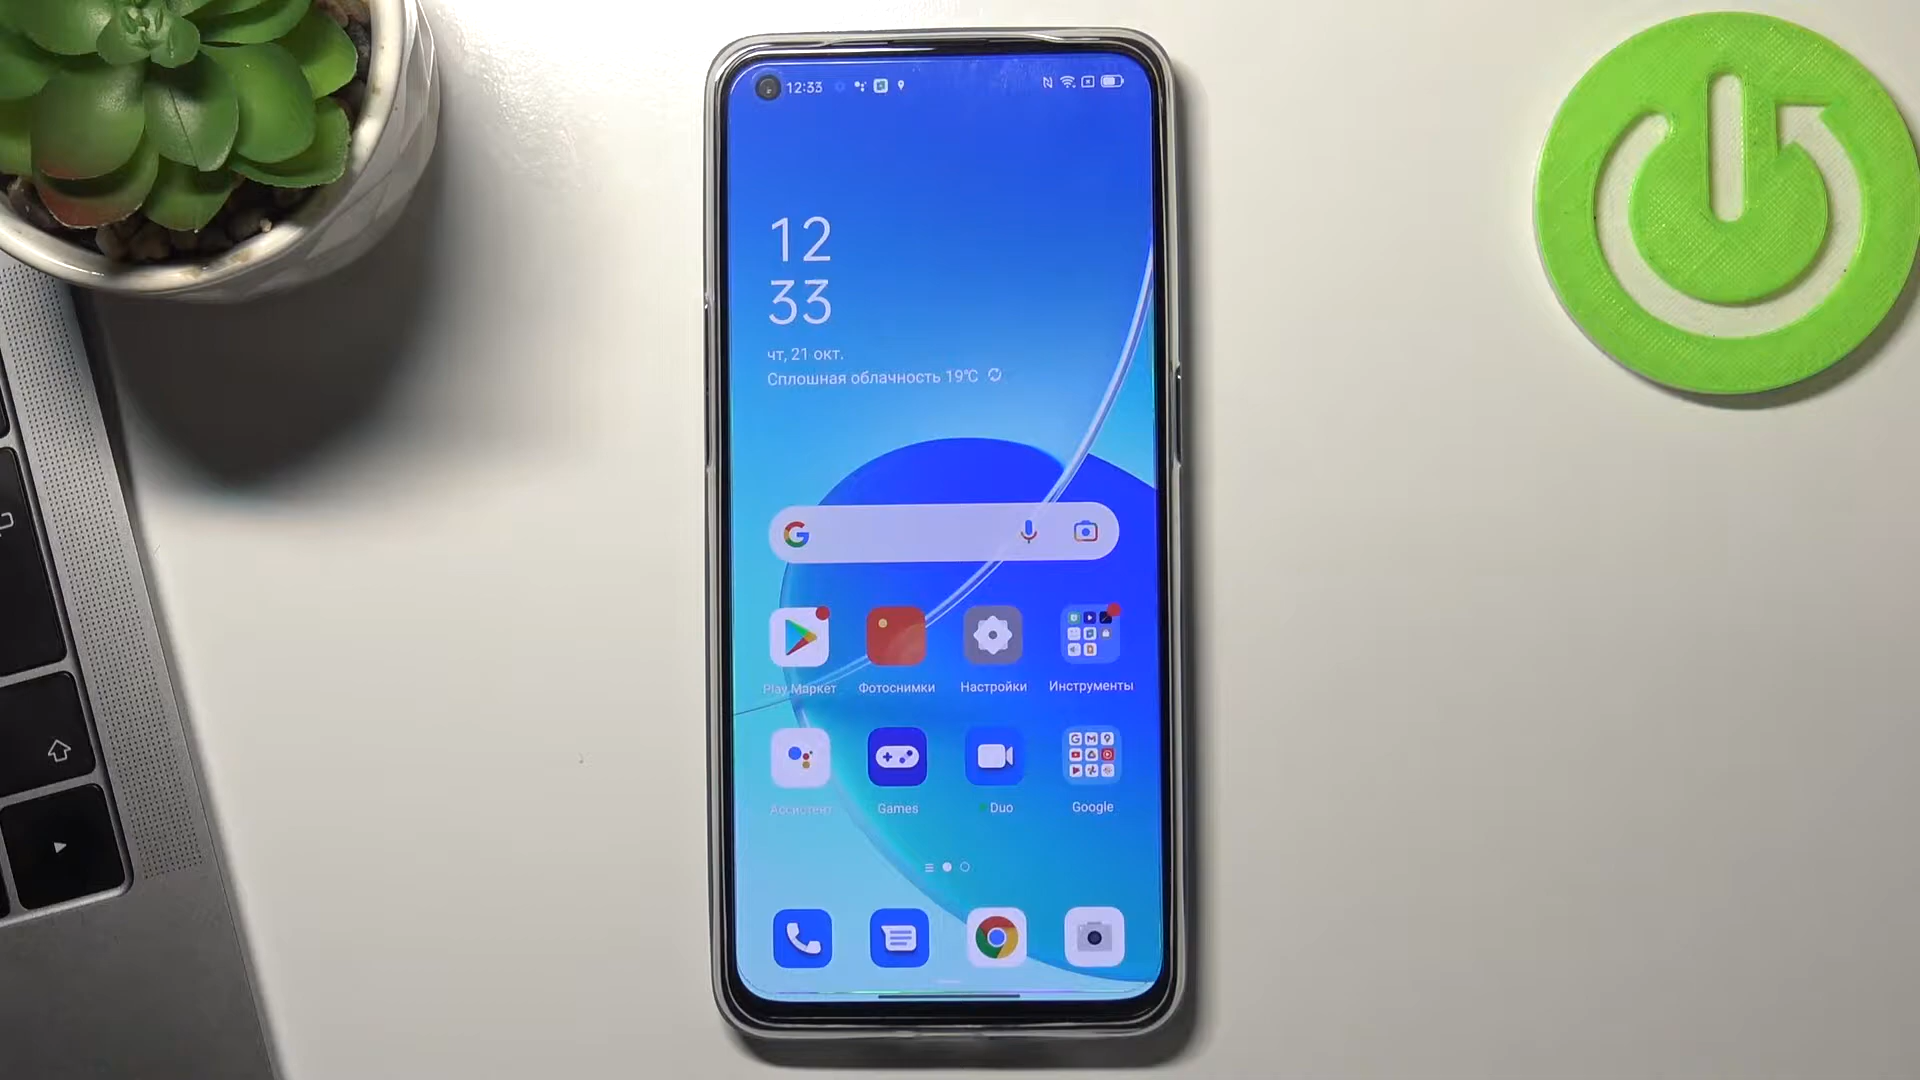 12:33
12
33
чт, 21 окт.
Сплошная облачность 19°C
Play Маркет
Фотоснимки
Настройки
Инструменты
Ассистент
Games
Duo
Google